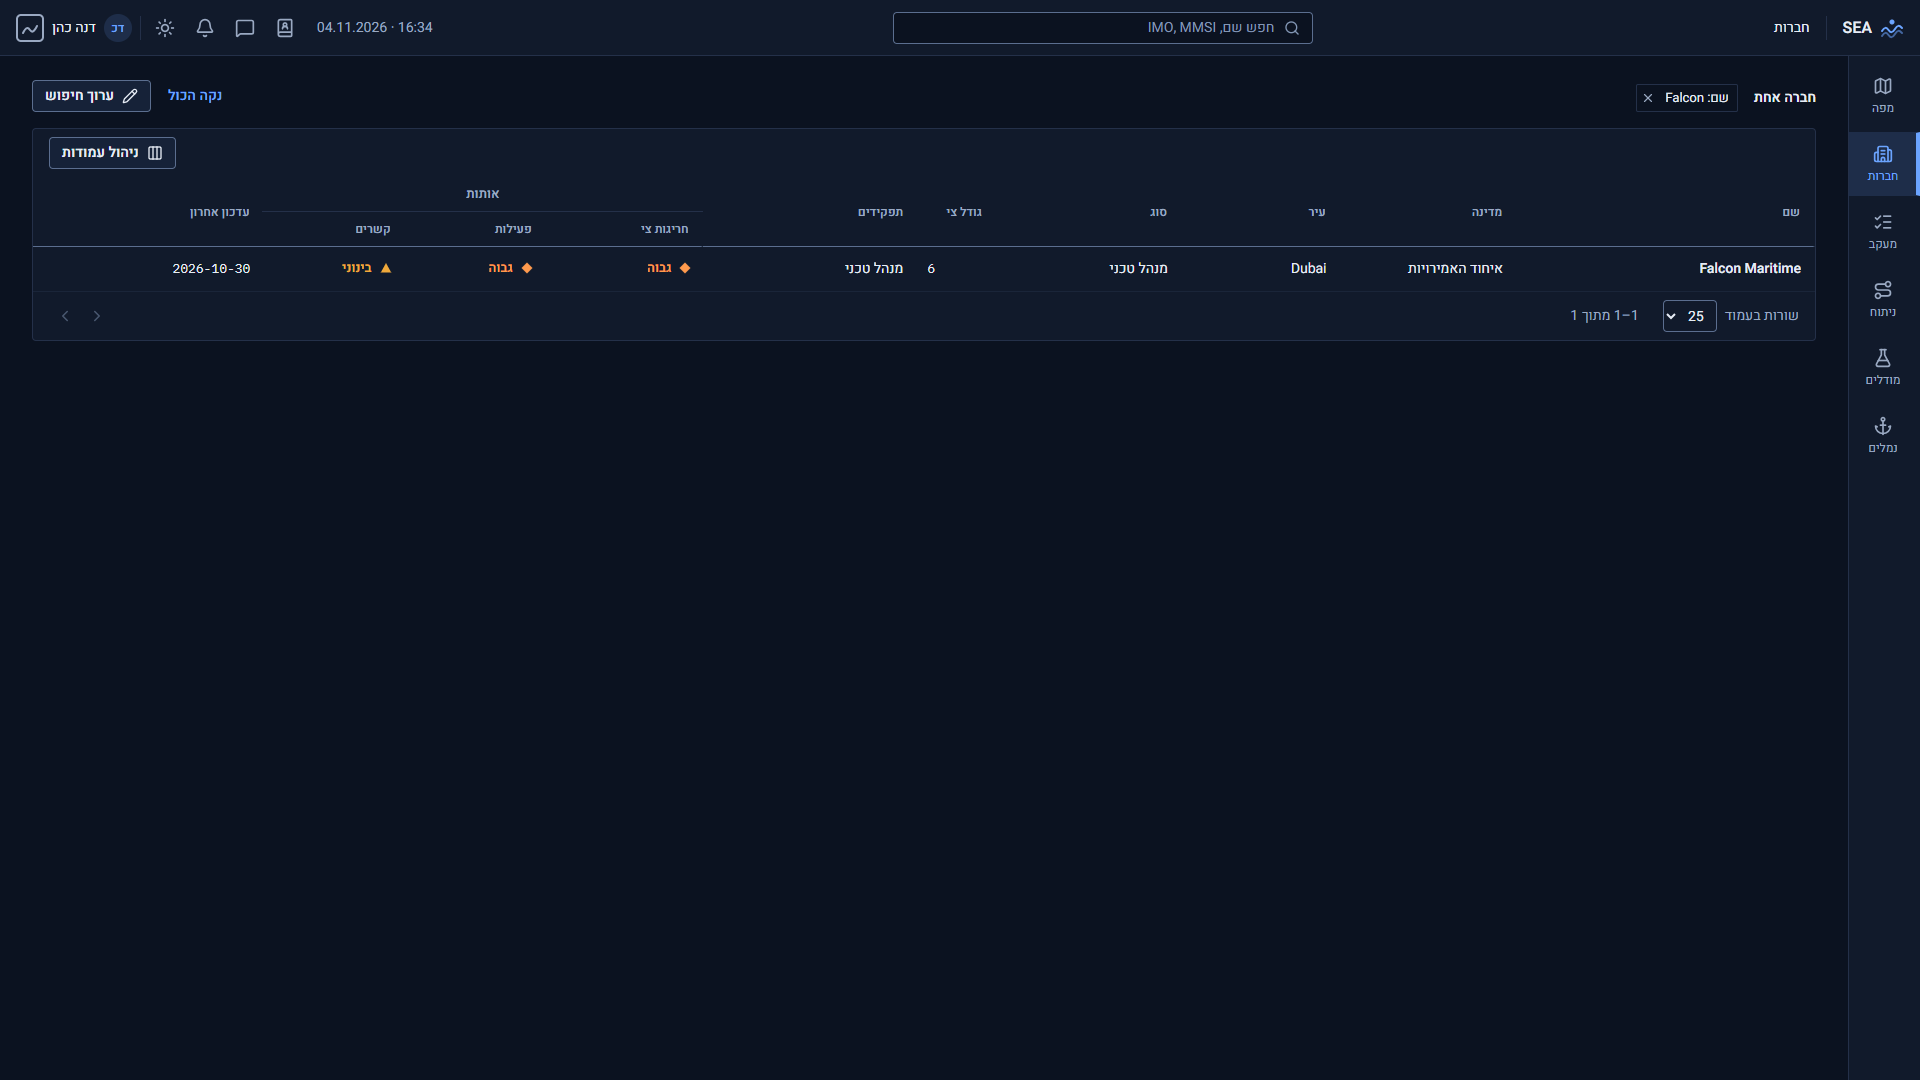 SEA
חברות
חפש שם, IMO, MMSI
04.11.2026 · 16:34
דכ
דנה כהן
מפה
חברות
מעקב
ניתוח
מודלים
נמלים
חברה אחת
שם: Falcon
נקה הכול
ערוך חיפוש
ניהול עמודות
שם מדינה עיר סוג גודל צי תפקידים אותות עדכון אחרון
חריגות צי פעילות קשרים
Falcon Maritime איחוד האמירויות Dubai מנהל טכני 6 מנהל טכני גבוה גבוה בינוני 2026-10-30
שורות בעמוד 25 1–1 מתוך 1